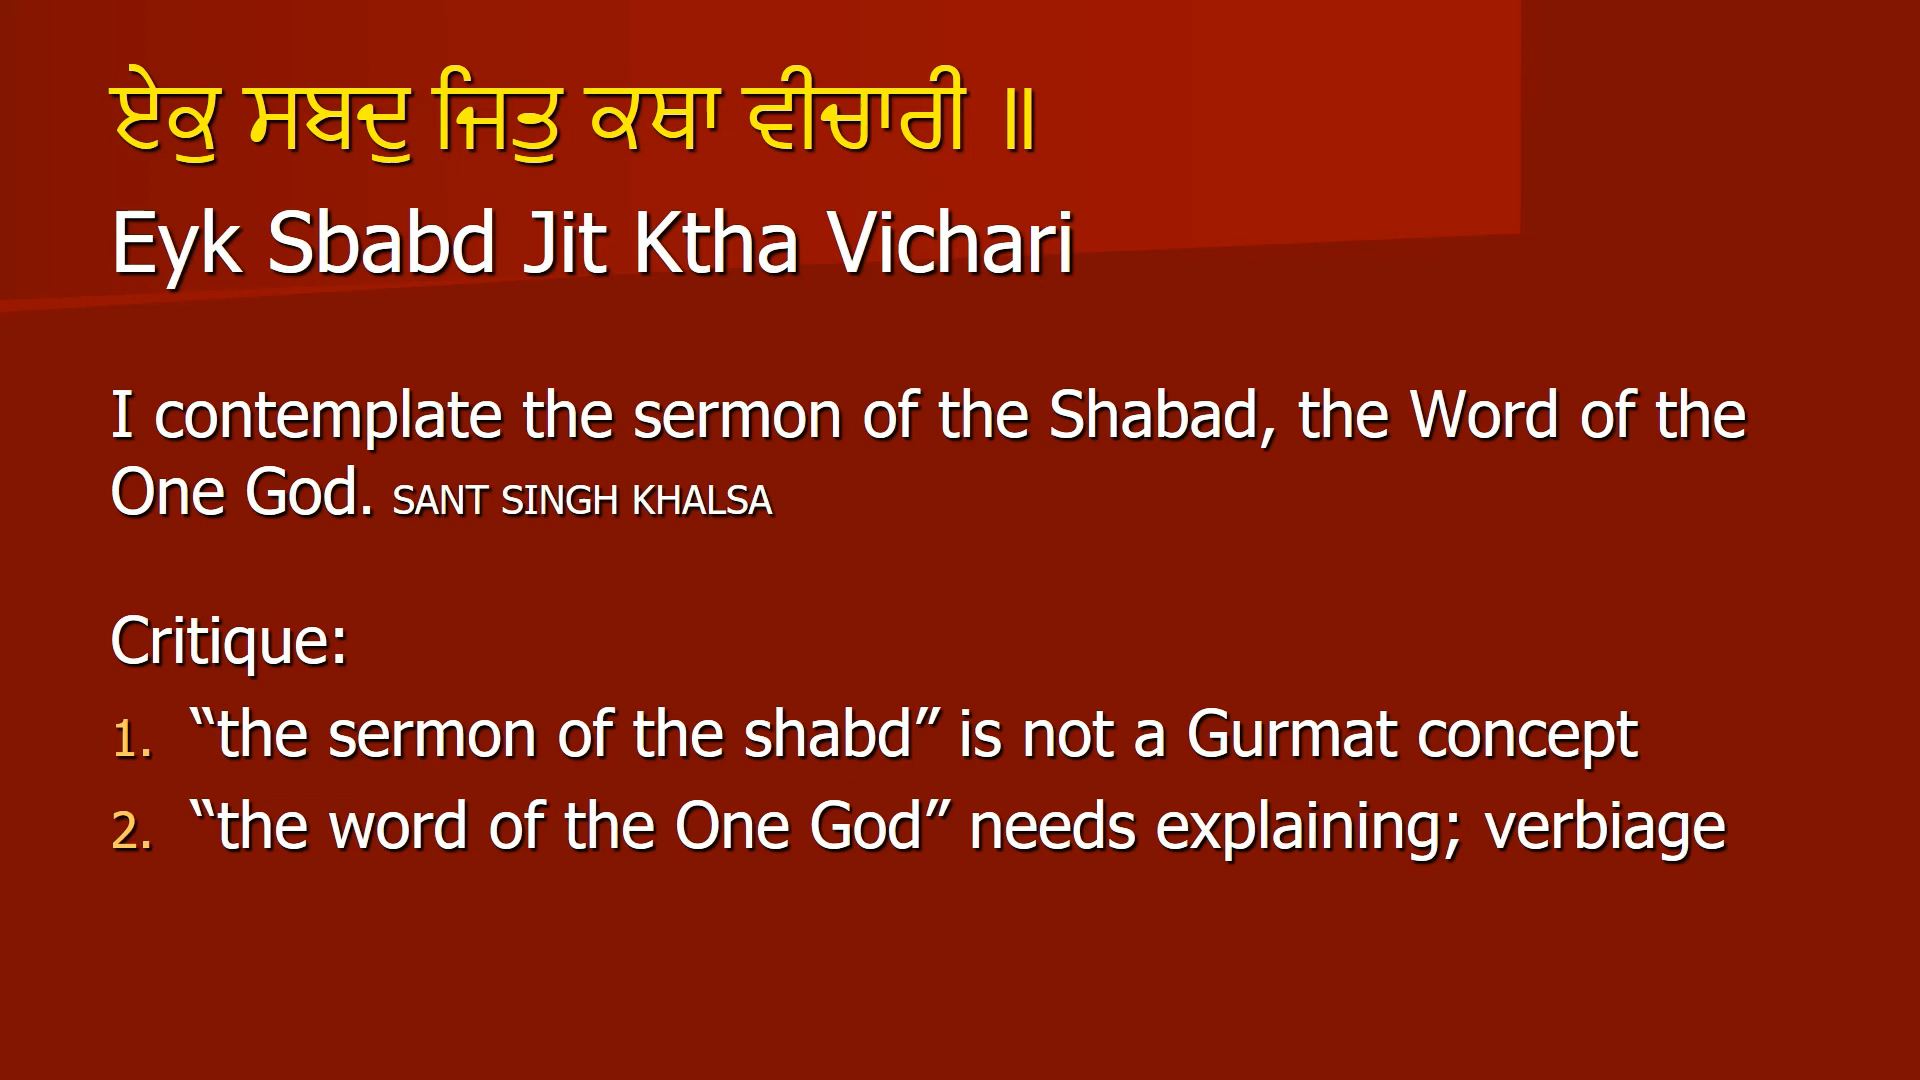 ਏਕੁ ਸਬਦੁ ਜਿਤੁ ਕਥਾ ਵੀਚਾਰੀ ॥
Eyk Sbabd Jit Ktha Vichari
I contemplate the sermon of the Shabad, the Word of the
One God. SANT SINGH KHALSA
Critique:
1. “the sermon of the shabd” is not a Gurmat concept
2. “the word of the One God” needs explaining; verbiage